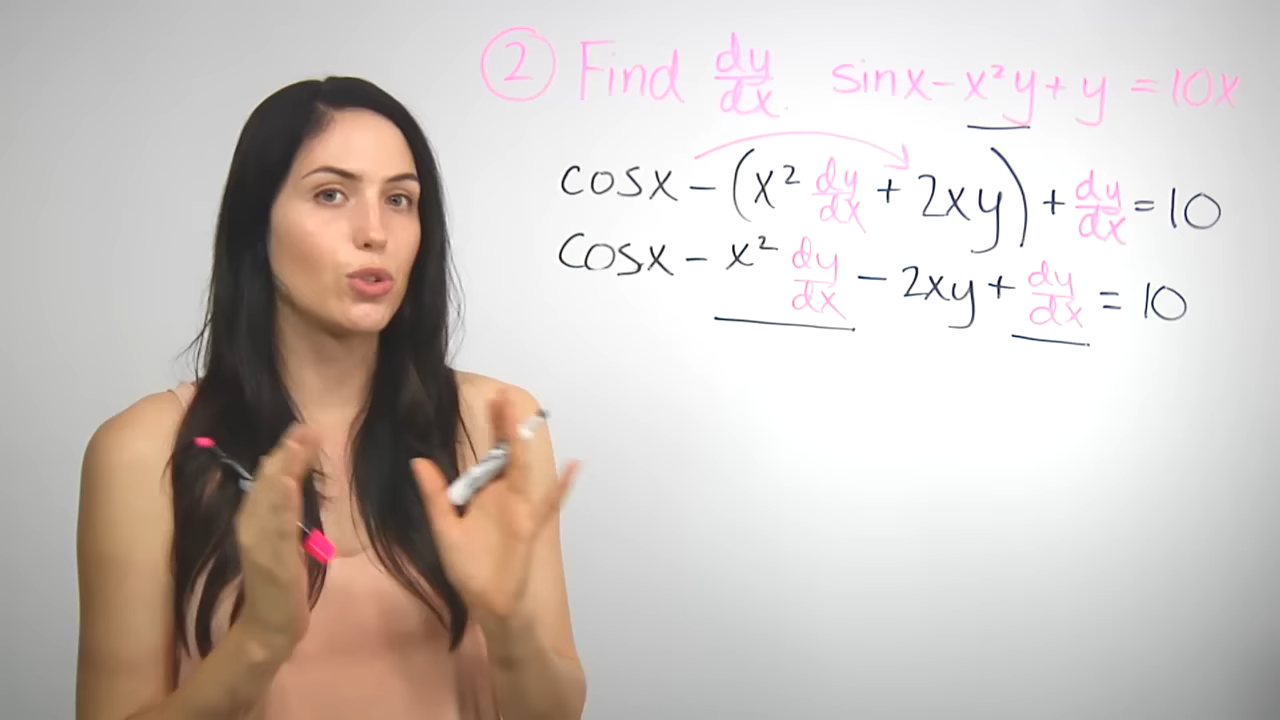 ② Find dy/dx sinx - x²y + y = 10x
cosx - (x² dy/dx + 2xy) + dy/dx = 10
cosx - x² dy/dx - 2xy + dy/dx = 10